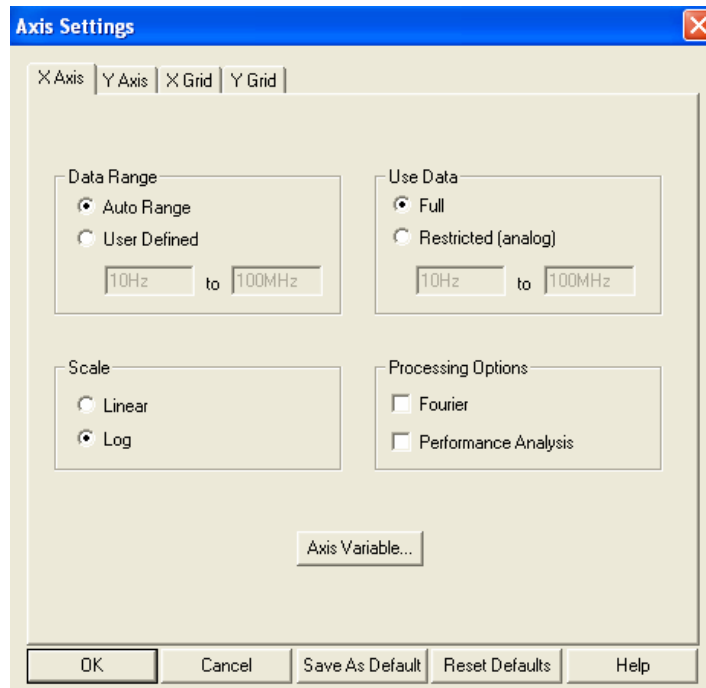 Axis Settings
X Axis Y Axis X Grid Y Grid
Data Range
Auto Range
User Defined
10Hz to 100MHz
Use Data
Full
Restricted (analog)
10Hz to 100MHz
Scale
Linear
Log
Processing Options
Fourier
Performance Analysis
Axis Variable...
OK Cancel Save As Default Reset Defaults Help